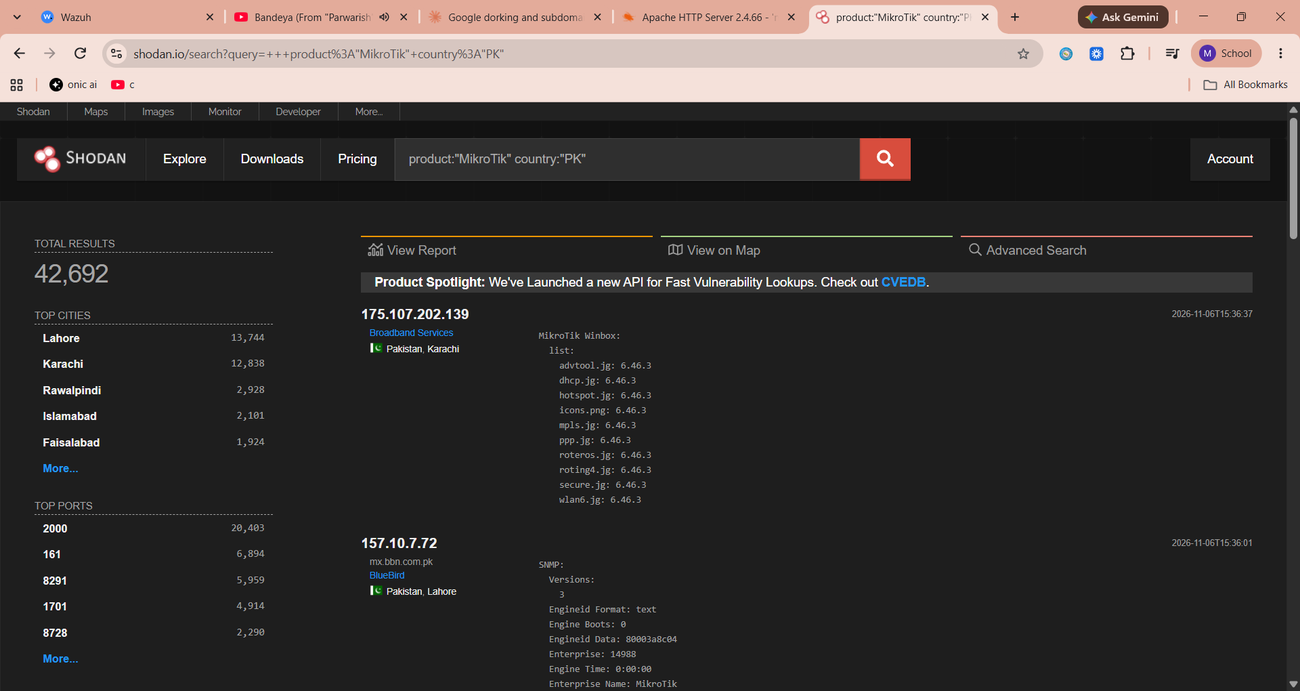 Wazuh
Bandeya (From "Parwarish
Google dorking and subdoma
Apache HTTP Server 2.4.66 - 'r
product:"MikroTik" country:"P
Ask Gemini
shodan.io/search?query=+++product%3A"MikroTik"+country%3A"PK"
M School
onic ai
c
All Bookmarks
Shodan Maps Images Monitor Developer More...
SHODAN
Explore
Downloads
Pricing
product:"MikroTik" country:"PK"
Account
TOTAL RESULTS
42,692
TOP CITIES
Lahore 13,744
Karachi 12,838
Rawalpindi 2,928
Islamabad 2,101
Faisalabad 1,924
More...
TOP PORTS
2000 20,403
161 6,894
8291 5,959
1701 4,914
8728 2,290
More...
View Report
View on Map
Advanced Search
Product Spotlight: We've Launched a new API for Fast Vulnerability Lookups. Check out CVEDB.
175.107.202.139
2026-11-06T15:36:37
Broadband Services
Pakistan, Karachi
MikroTik Winbox:
list:
advtool.jg: 6.46.3
dhcp.jg: 6.46.3
hotspot.jg: 6.46.3
icons.png: 6.46.3
mpls.jg: 6.46.3
ppp.jg: 6.46.3
roteros.jg: 6.46.3
roting4.jg: 6.46.3
secure.jg: 6.46.3
wlan6.jg: 6.46.3
157.10.7.72
2026-11-06T15:36:01
mx.bbn.com.pk
BlueBird
Pakistan, Lahore
SNMP:
Versions:
3
Engineid Format: text
Engine Boots: 0
Engineid Data: 80003a8c04
Enterprise: 14988
Engine Time: 0:00:00
Enterprise Name: MikroTik